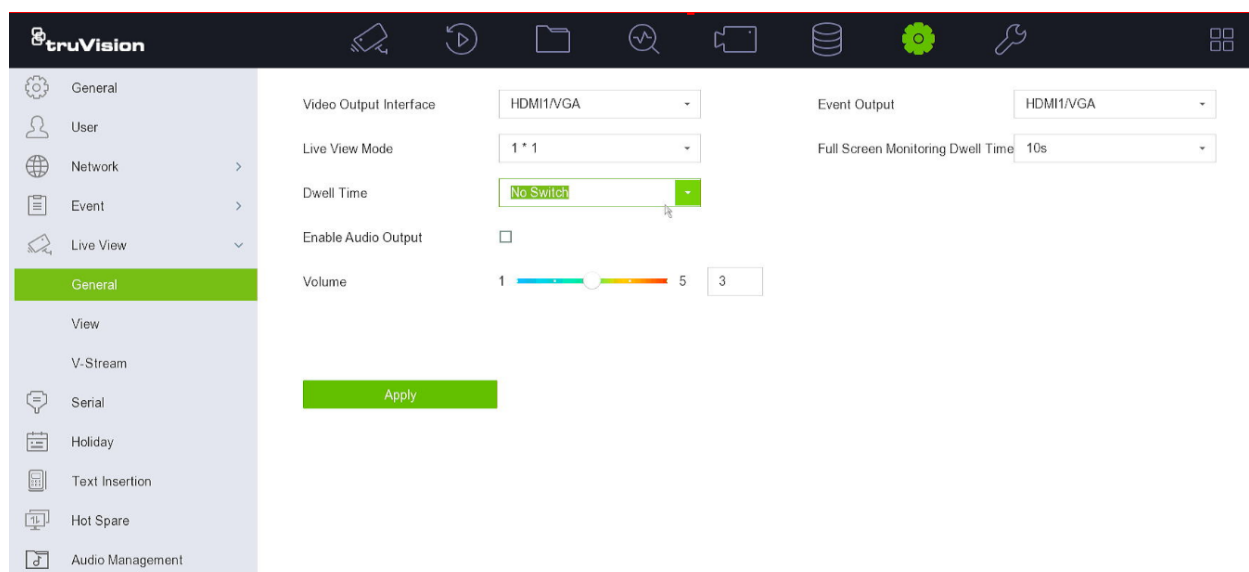 truVision
General
User
Network
Event
Live View
General
View
V-Stream
Serial
Holiday
Text Insertion
Hot Spare
Audio Management
Video Output Interface HDMI1/VGA Event Output HDMI1/VGA
Live View Mode 1 * 1 Full Screen Monitoring Dwell Time 10s
Dwell Time No Switch
Enable Audio Output
Volume 1 5 3
Apply